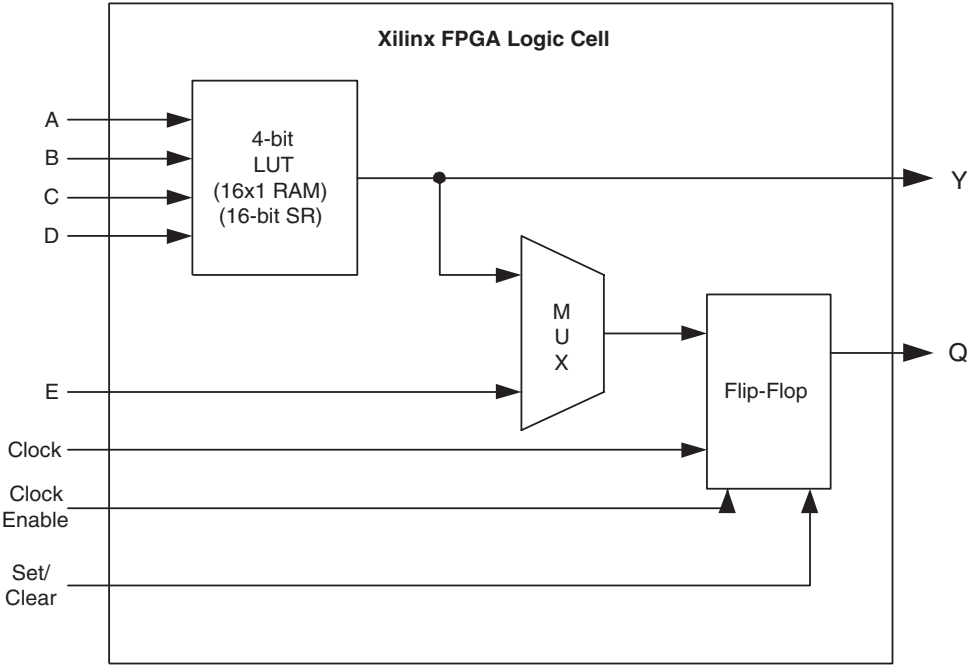 Xilinx FPGA Logic Cell
A
B
C
D
4-bit
LUT
(16x1 RAM)
(16-bit SR)
Y
M
U
X
Q
E
Flip-Flop
Clock
Clock
Enable
Set/
Clear